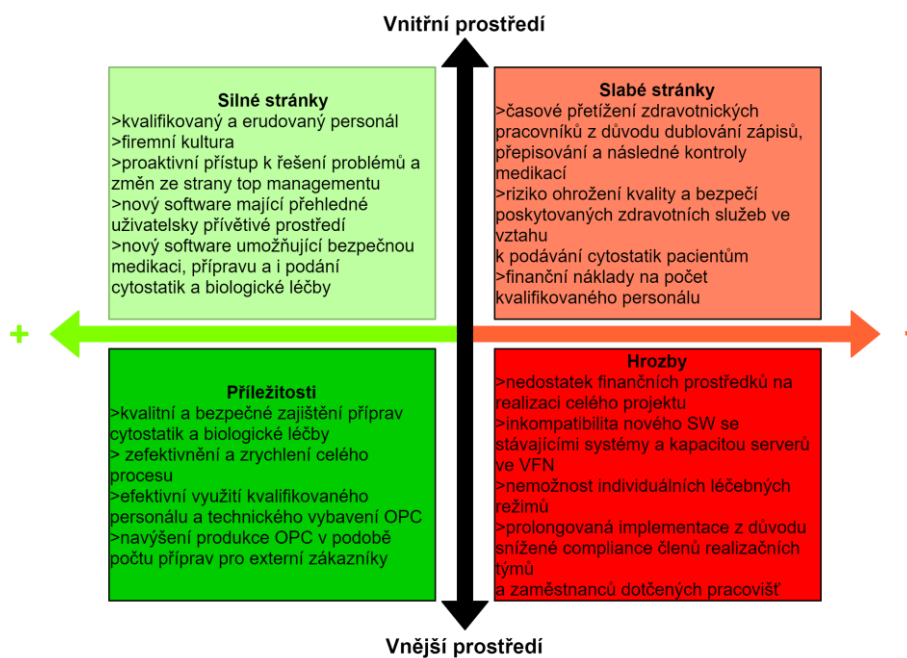 Vnitřní prostředí
Silné stránky
>kvalifikovaný a erudovaný personál
>firemní kultura
>proaktivní přístup k řešení problémů a
změn ze strany top managementu
>nový software mající přehledné
uživatelsky přívětivé prostředí
>nový software umožňující bezpečnou
medikaci, přípravu a i podání
cytostatik a biologické léčby
Slabé stránky
>časové přetížení zdravotnických
pracovníků z důvodu dublování zápisů,
přepisování a následné kontroly
medikací
>riziko ohrožení kvality a bezpečí
poskytovaných zdravotních služeb ve
vztahu
k podávání cytostatik pacientům
>finanční náklady na počet
kvalifikovaného personálu
+
-
Příležitosti
>kvalitní a bezpečné zajištění příprav
cytostatik a biologické léčby
> zefektivnění a zrychlení celého
procesu
>efektivní využití kvalifikovaného
personálu a technického vybavení OPC
>navýšení produkce OPC v podobě
počtu příprav pro externí zákazníky
Hrozby
>nedostatek finančních prostředků na
realizaci celého projektu
>inkompatibilita nového SW se
stávajícími systémy a kapacitou serverů
ve VFN
>nemožnost individuálních léčebných
režimů
>prolongovaná implementace z důvodu
snížené compliance členů realizačních
týmů
a zaměstnanců dotčených pracovišť
Vnější prostředí